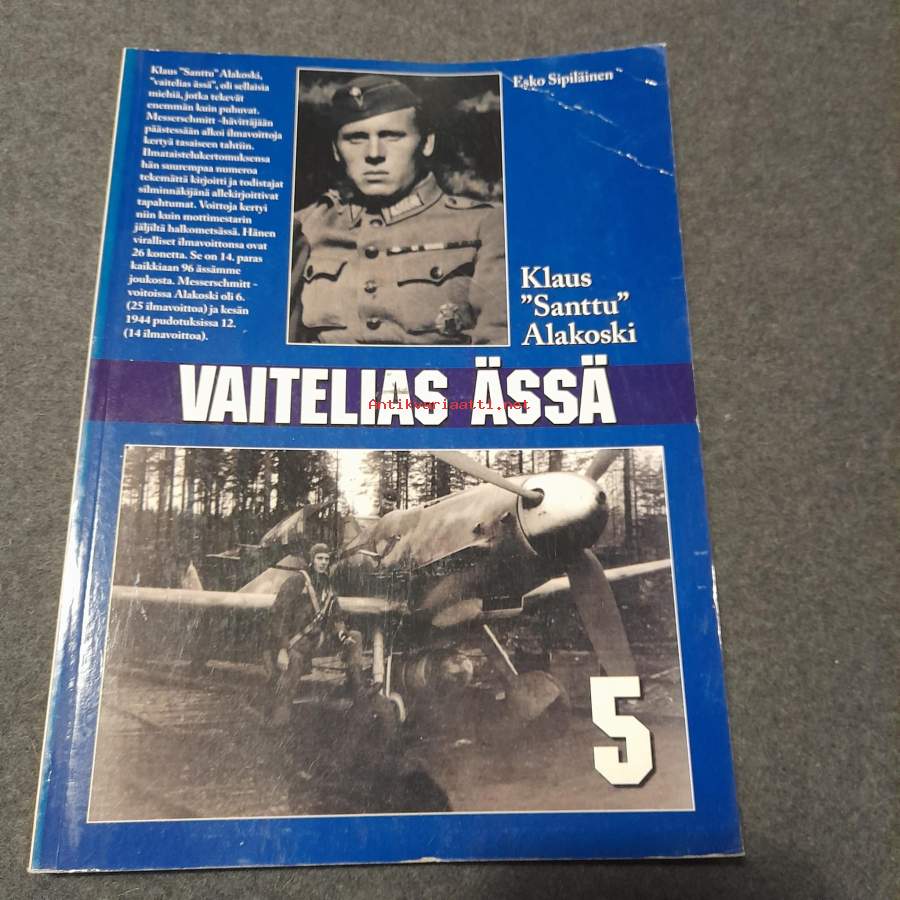 Klaus "Santtu" Alakoski,
"vaitelias ässä", oli sellaisia
miehiä, jotka tekevät
enemmän kuin puhuvat.
Messerschmitt -hävittäjään
päästessään alkoi ilmavoittoja
kertyä tasaiseen tahtiin.
Ilmataistelukertomuksensa
hän suurempaa numeroa
tekemättä kirjoitti ja todistajat
silminnäkijänä allekirjoittivat
tapahtumat. Voittoja kertyi
niin kuin mottimestarin
jäljiltä halkometsässä. Hänen
viralliset ilmavoittonsa ovat
26 konetta. Se on 14. paras
kaikkiaan 96 ässämme
joukosta. Messerschmitt -
voitoissa Alakoski oli 6.
(25 ilmavoittoa) ja kesän
1944 pudotuksissa 12.
(14 ilmavoittoa).
Esko Sipiläinen
Klaus
"Santtu"
Alakoski
VAITELIAS ÄSSÄ
Antikvariaatti.net
5